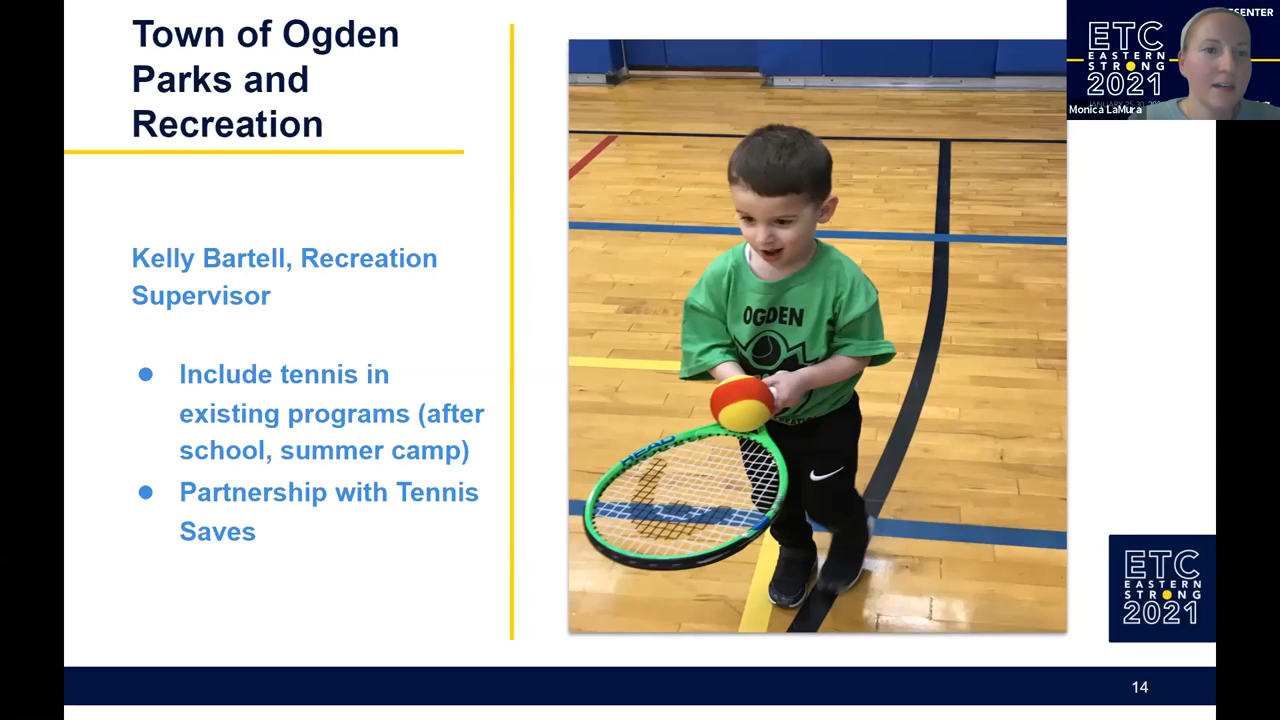 Town of Ogden
Parks and
Recreation
Kelly Bartell, Recreation
Supervisor
Include tennis in
existing programs (after
school, summer camp)
Partnership with Tennis
Saves
OGDEN
HEAD
ETC
EASTERN
STRONG
2021
Monica LaMura
ETC
EASTERN
STRONG
2021
14